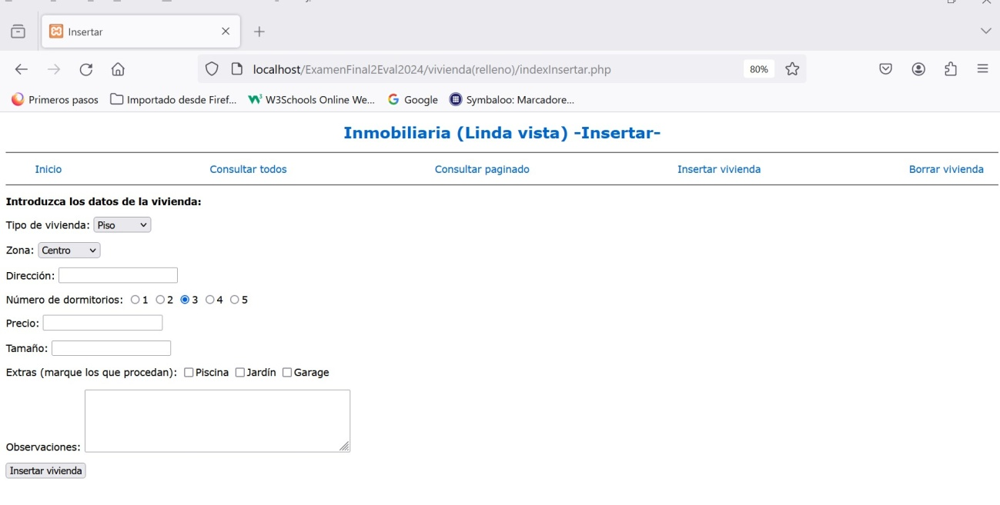 Insertar
localhost/ExamenFinal2Eval2024/vivienda(relleno)/indexInsertar.php 80%
Primeros pasos Importado desde Firef... W3Schools Online We... Google Symbaloo: Marcadore...
Inmobiliaria (Linda vista) -Insertar-
Inicio Consultar todos Consultar paginado Insertar vivienda Borrar vivienda
Introduzca los datos de la vivienda:
Tipo de vivienda: Piso
Zona: Centro
Dirección:
Número de dormitorios: 1 2 3 4 5
Precio:
Tamaño:
Extras (marque los que procedan): Piscina Jardín Garage
Observaciones:
Insertar vivienda